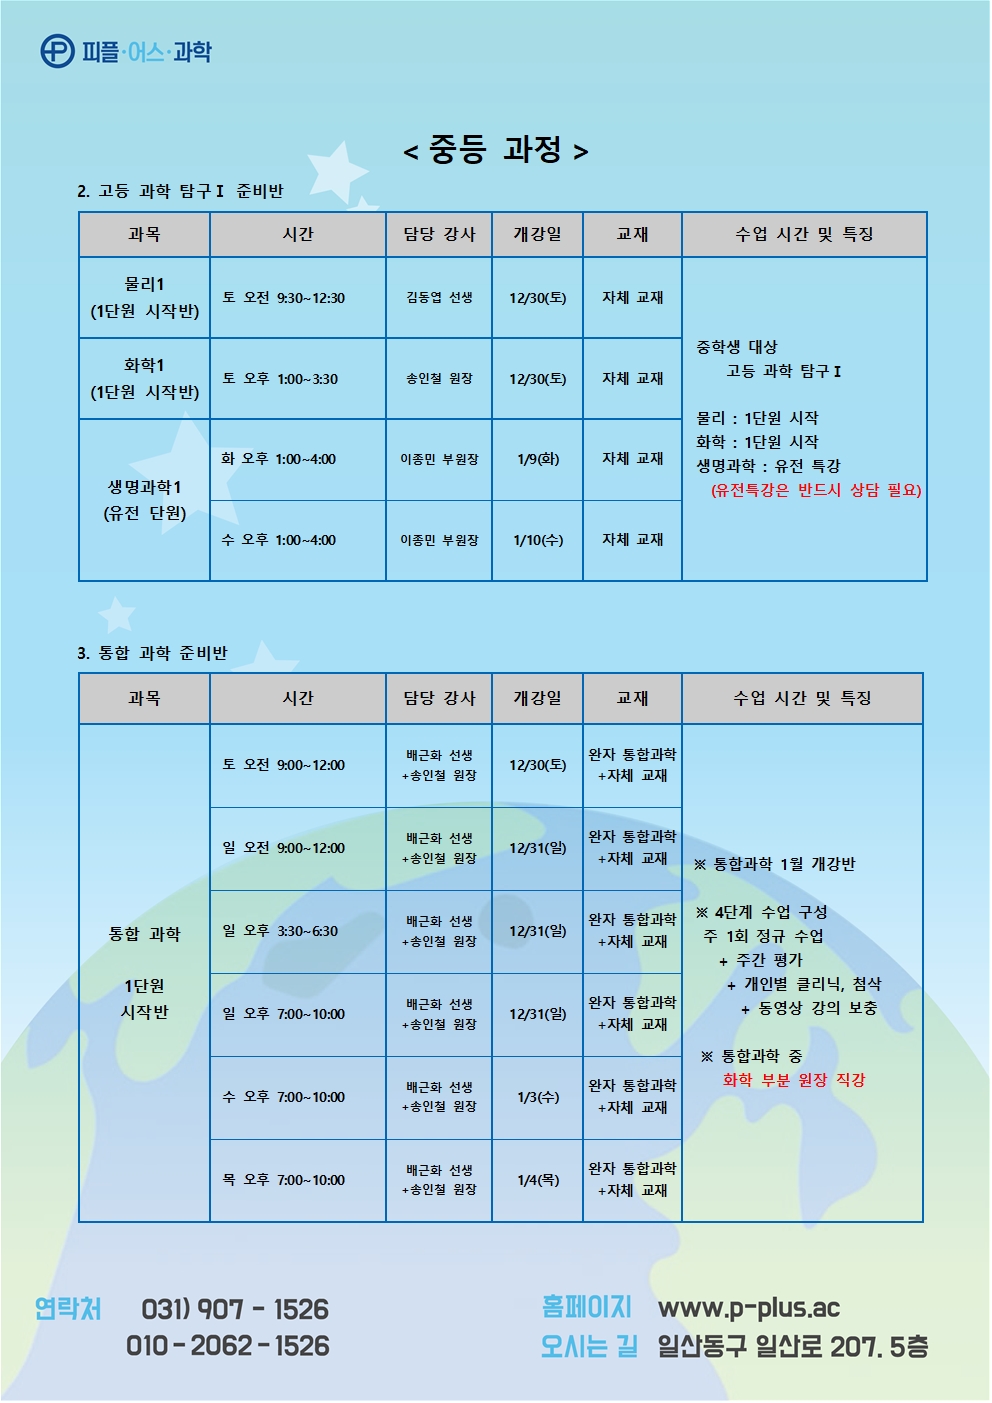 피플·어스·과학
< 중등 과정 >
2. 고등 과학 탐구Ⅰ 준비반
과목 시간 담당 강사 개강일 교재 수업 시간 및 특징
물리1
(1단원 시작반)
토 오전 9:30~12:30 김동엽 선생 12/30(토) 자체 교재
화학1
(1단원 시작반)
토 오후 1:00~3:30 송인철 원장 12/30(토) 자체 교재
생명과학1
(유전 단원)
화 오후 1:00~4:00 이종민 부원장 1/9(화) 자체 교재
수 오후 1:00~4:00 이종민 부원장 1/10(수) 자체 교재
중학생 대상
고등 과학 탐구Ⅰ
물리 : 1단원 시작
화학 : 1단원 시작
생명과학 : 유전 특강
(유전특강은 반드시 상담 필요)
3. 통합 과학 준비반
과목 시간 담당 강사 개강일 교재 수업 시간 및 특징
통합 과학
1단원
시작반
토 오전 9:00~12:00 배근화 선생 12/30(토) 완자 통합과학
+송인철 원장 +자체 교재
일 오전 9:00~12:00 배근화 선생 12/31(일) 완자 통합과학
+송인철 원장 +자체 교재
일 오후 3:30~6:30 배근화 선생 12/31(일) 완자 통합과학
+송인철 원장 +자체 교재
일 오후 7:00~10:00 배근화 선생 12/31(일) 완자 통합과학
+송인철 원장 +자체 교재
수 오후 7:00~10:00 배근화 선생 1/3(수) 완자 통합과학
+송인철 원장 +자체 교재
목 오후 7:00~10:00 배근화 선생 1/4(목) 완자 통합과학
+송인철 원장 +자체 교재
※ 통합과학 1월 개강반
※ 4단계 수업 구성
주 1회 정규 수업
+ 주간 평가
+ 개인별 클리닉, 첨삭
+ 동영상 강의 보충
※ 통합과학 중
화학 부분 원장 직강
연락처 031) 907 - 1526
010 - 2062 - 1526
홈페이지 www.p-plus.ac
오시는 길 일산동구 일산로 207. 5층